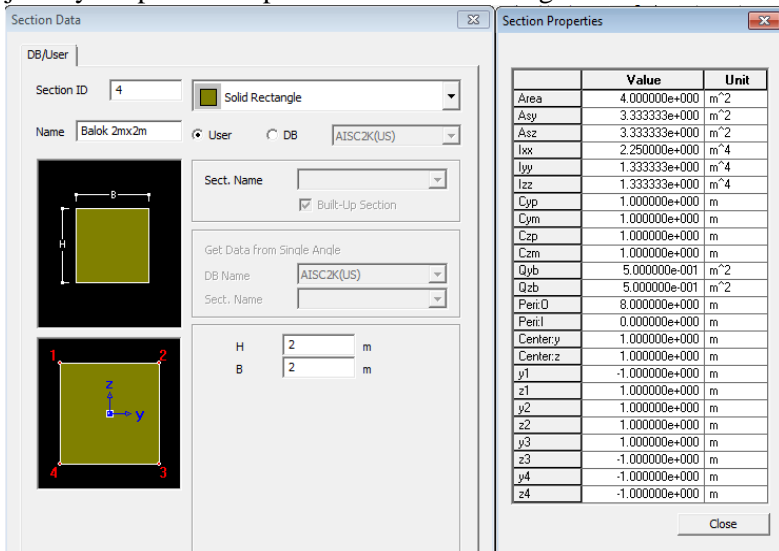 Section Data
DB/User
Section ID 4 Solid Rectangle
Name Balok 2mx2m User DB AISC2K(US)
Sect. Name
Built-Up Section
Get Data from Single Angle
DB Name AISC2K(US)
Sect. Name
B
H
H 2 m
B 2 m
1 2
z
y
4 3
Section Properties
Value Unit
Area 4.000000e+000 m^2
Asy 3.333333e+000 m^2
Asz 3.333333e+000 m^2
Ixx 2.250000e+000 m^4
Iyy 1.333333e+000 m^4
Izz 1.333333e+000 m^4
Cyp 1.000000e+000 m
Cym 1.000000e+000 m
Czp 1.000000e+000 m
Czm 1.000000e+000 m
Qyb 5.000000e-001 m^2
Qzb 5.000000e-001 m^2
Peri:O 8.000000e+000 m
Peri:I 0.000000e+000 m
Center:y 1.000000e+000 m
Center:z 1.000000e+000 m
y1 -1.000000e+000 m
z1 1.000000e+000 m
y2 1.000000e+000 m
z2 1.000000e+000 m
y3 1.000000e+000 m
z3 -1.000000e+000 m
y4 -1.000000e+000 m
z4 -1.000000e+000 m
Close